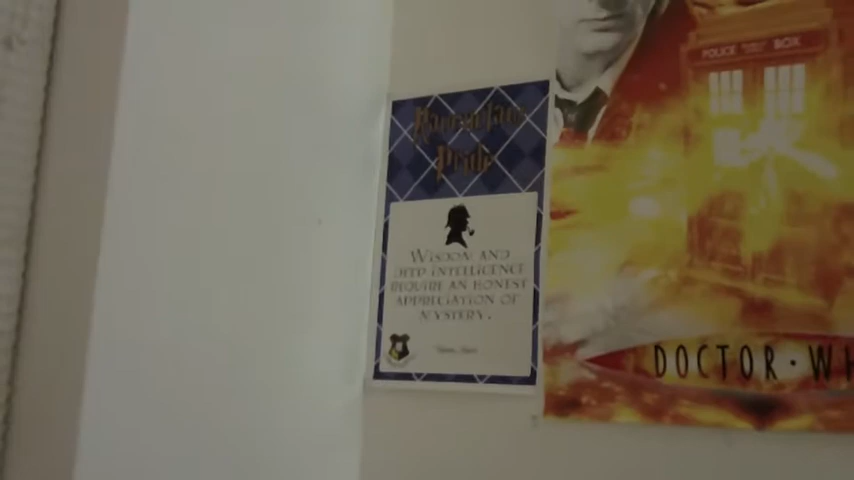 Ravenclaw
Pride
WISDOM AND
DEEP INTELLIGENCE
REQUIRE AN HONEST
APPRECIATION OF
MYSTERY.
POLICE BOX
DOCTOR · WH